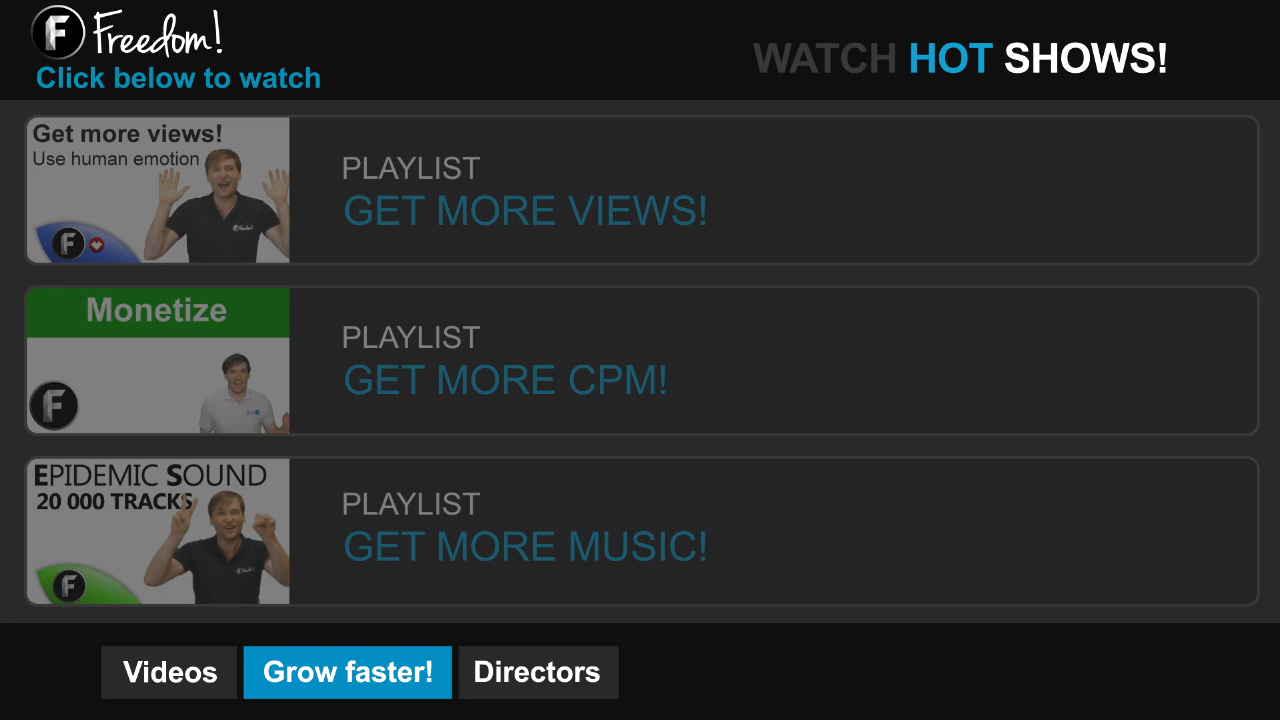 F Freedom!
Click below to watch
WATCH HOT SHOWS!
Get more views!
Use human emotion
Freedom!
F
PLAYLIST
GET MORE VIEWS!
Monetize
F
PLAYLIST
GET MORE CPM!
EPIDEMIC SOUND
20 000 TRACKS
F
PLAYLIST
GET MORE MUSIC!
Videos
Grow faster!
Directors